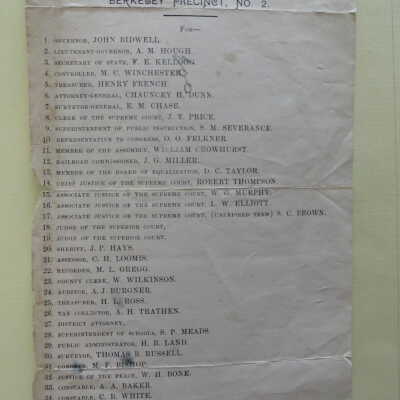 BERKELEY PRECINCT, NO. 2.
For—
1. GOVERNOR, JOHN BIDWELL,
2. LIEUTENANT-GOVERNOR, A. M. HOUGH.
3. SECRETARY OF STATE, F. E. KELLOGG.
4. CONTROLLER, M. C. WINCHESTER.
5. TREASURER, HENRY FRENCH.
6. ATTORNEY-GENERAL, CHAUNCEY H. DUNN.
7. SURVEYOR-GENERAL, E. M. CHASE.
8. CLERK OF THE SUPREME COURT, J. T. PRICE.
9. SUPERINTENDENT OF PUBLIC INSTRUCTION, S. M. SEVERANCE.
10. REPRESENTATIVE TO CONGRESS, O. O. FELKNER.
11. MEMBER OF THE ASSEMBLY, WILLIAM CROWHURST.
12. RAILROAD COMMISSIONER, J. G. MILLER.
13. MEMBER OF THE BOARD OF EQUALIZATION, D. C. TAYLOR.
14. CHIEF JUSTICE OF THE SUPREME COURT, ROBERT THOMPSON.
15. ASSOCIATE JUSTICE OF THE SUPREME COURT, W. G. MURPHY.
16. ASSOCIATE JUSTICE OF THE SUPREME COURT, L. W. ELLIOTT.
17. ASSOCIATE JUSTICE OF THE SUPREME COURT, (UNEXPIRED TERM) S. C. BROWN.
18. JUDGE OF THE SUPERIOR COURT,
19. JUDGE OF THE SUPERIOR COURT,
20. SHERIFF, J. P. HAYS.
21. ASSESSOR, C. H. LOOMIS.
22. RECORDER, M. L. GREGG.
23. COUNTY CLERK, W. WILKINSON.
24. AUDITOR, A. J. BURGNER.
25. TREASURER, H. L. ROSS.
26. TAX COLLECTOR, A. H. TRATHEN.
27. DISTRICT ATTORNEY,
28. SUPERINTENDENT OF SCHOOLS, S. P. MEADS.
29. PUBLIC ADMINISTRATOR, H. B. LAND.
30. SURVEYOR, THOMAS B. RUSSELL.
31. CORONER, M. F. BISHOP.
32. JUSTICE OF THE PEACE, W. H. BONE.
33. CONSTABLE, A. A. BAKER.
34. CONSTABLE, C. B. WHITE.